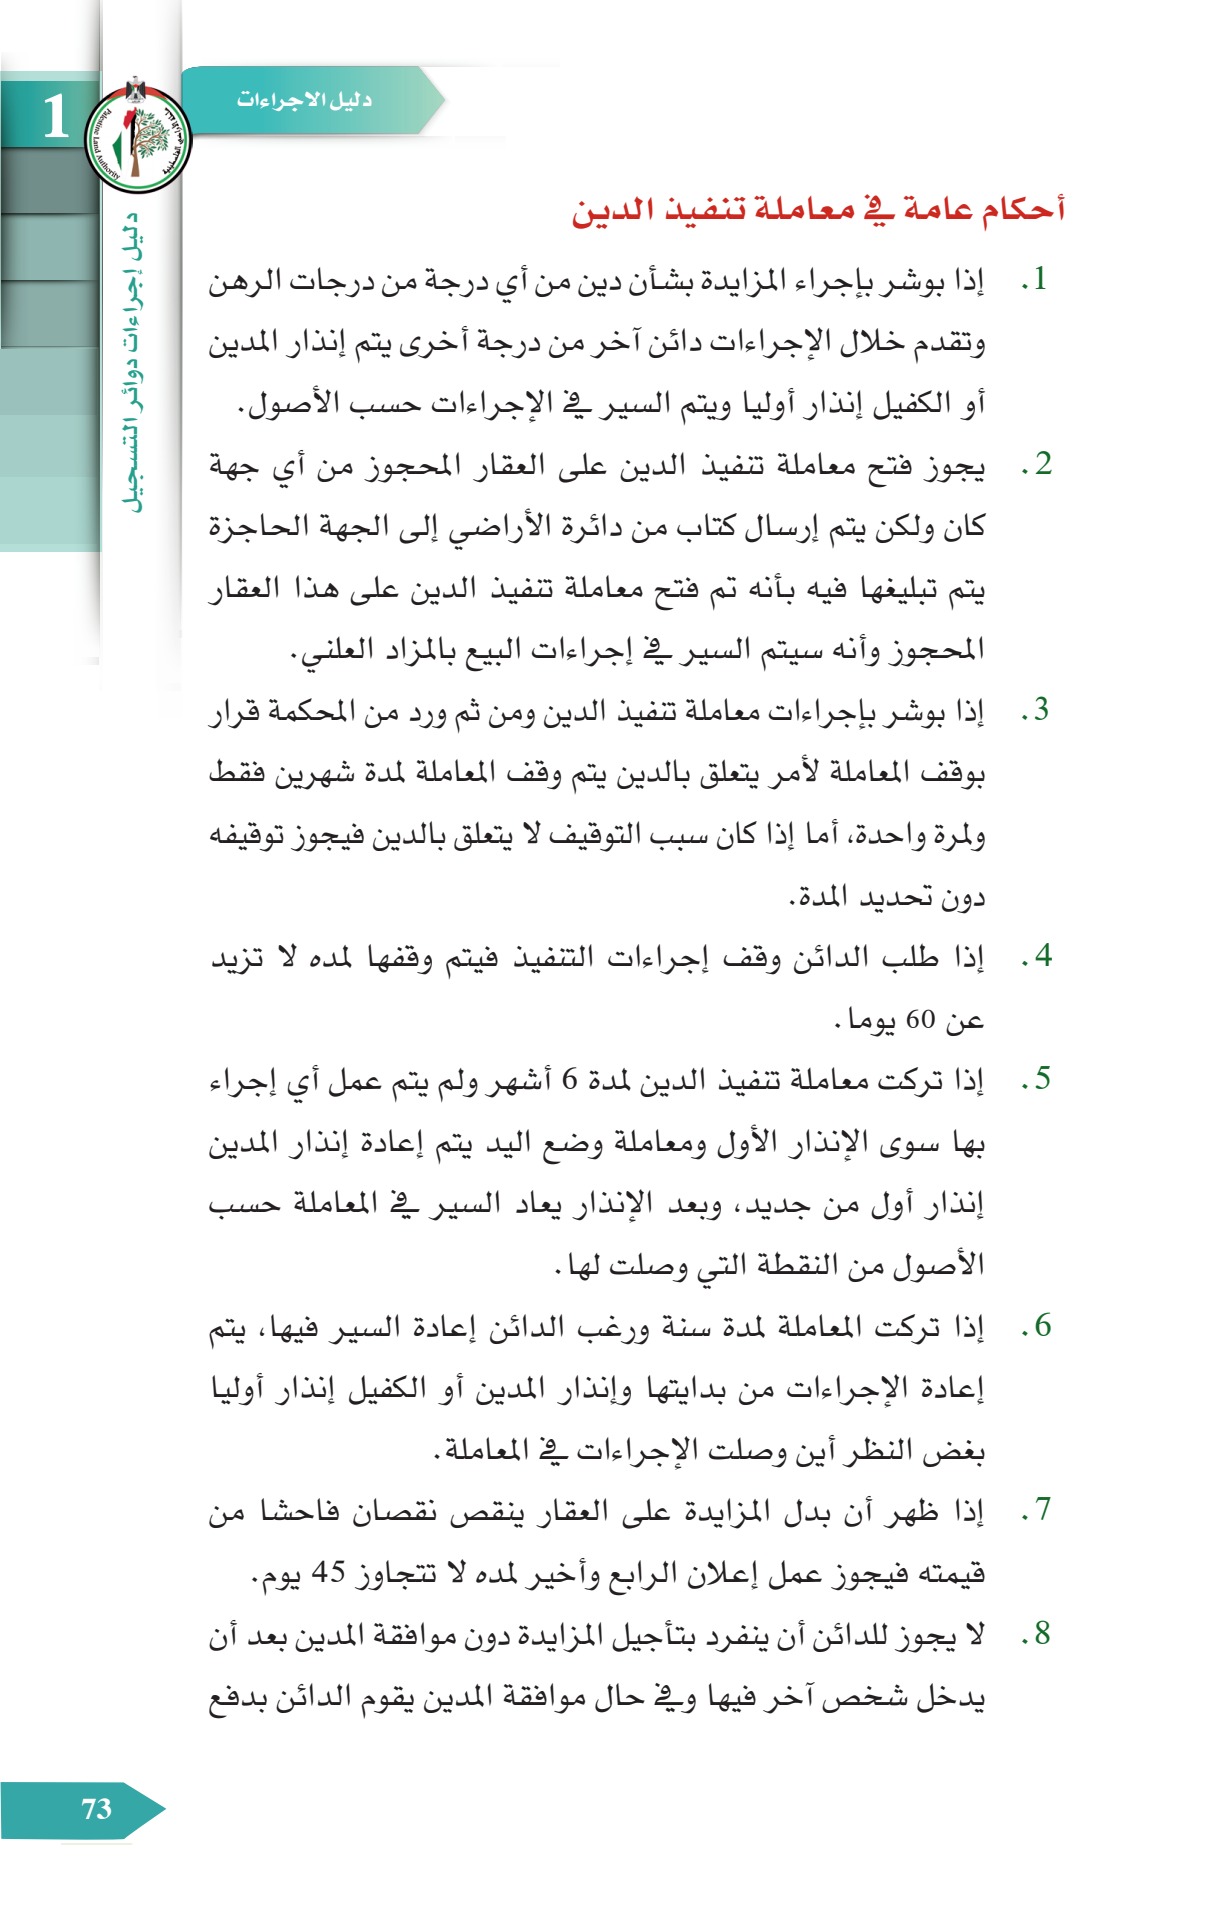 دليل الاجراءات
1
Palestine Land Authority
دليل إجراءات دوائر التسجيل
أحكام عامة في معاملة تنفيذ الدين
1. إذا بوشر بإجراء المزايدة بشأن دين من أي درجة من درجات الرهن
وتقدم خلال الإجراءات دائن آخر من درجة أخرى يتم إنذار المدين
أو الكفيل إنذار أوليا ويتم السير في الإجراءات حسب الأصول.
2. يجوز فتح معاملة تنفيذ الدين على العقار المحجوز من أي جهة
كان ولكن يتم إرسال كتاب من دائرة الأراضي إلى الجهة الحاجزة
يتم تبليغها فيه بأنه تم فتح معاملة تنفيذ الدين على هذا العقار
المحجوز وأنه سيتم السير في إجراءات البيع بالمزاد العلني.
3. إذا بوشر بإجراءات معاملة تنفيذ الدين ومن ثم ورد من المحكمة قرار
بوقف المعاملة لأمر يتعلق بالدين يتم وقف المعاملة لمدة شهرين فقط
ولمرة واحدة، أما إذا كان سبب التوقيف لا يتعلق بالدين فيجوز توقيفه
دون تحديد المدة.
4. إذا طلب الدائن وقف إجراءات التنفيذ فيتم وقفها لمده لا تزيد
عن 60 يوما.
5. إذا تركت معاملة تنفيذ الدين لمدة 6 أشهر ولم يتم عمل أي إجراء
بها سوى الإنذار الأول ومعاملة وضع اليد يتم إعادة إنذار المدين
إنذار أول من جديد، وبعد الإنذار يعاد السير في المعاملة حسب
الأصول من النقطة التي وصلت لها.
6. إذا تركت المعاملة لمدة سنة ورغب الدائن إعادة السير فيها، يتم
إعادة الإجراءات من بدايتها وإنذار المدين أو الكفيل إنذار أوليا
بغض النظر أين وصلت الإجراءات في المعاملة.
7. إذا ظهر أن بدل المزايدة على العقار ينقص نقصان فاحشا من
قيمته فيجوز عمل إعلان الرابع وأخير لمده لا تتجاوز 45 يوم.
8. لا يجوز للدائن أن ينفرد بتأجيل المزايدة دون موافقة المدين بعد أن
يدخل شخص آخر فيها وفي حال موافقة المدين يقوم الدائن بدفع
73